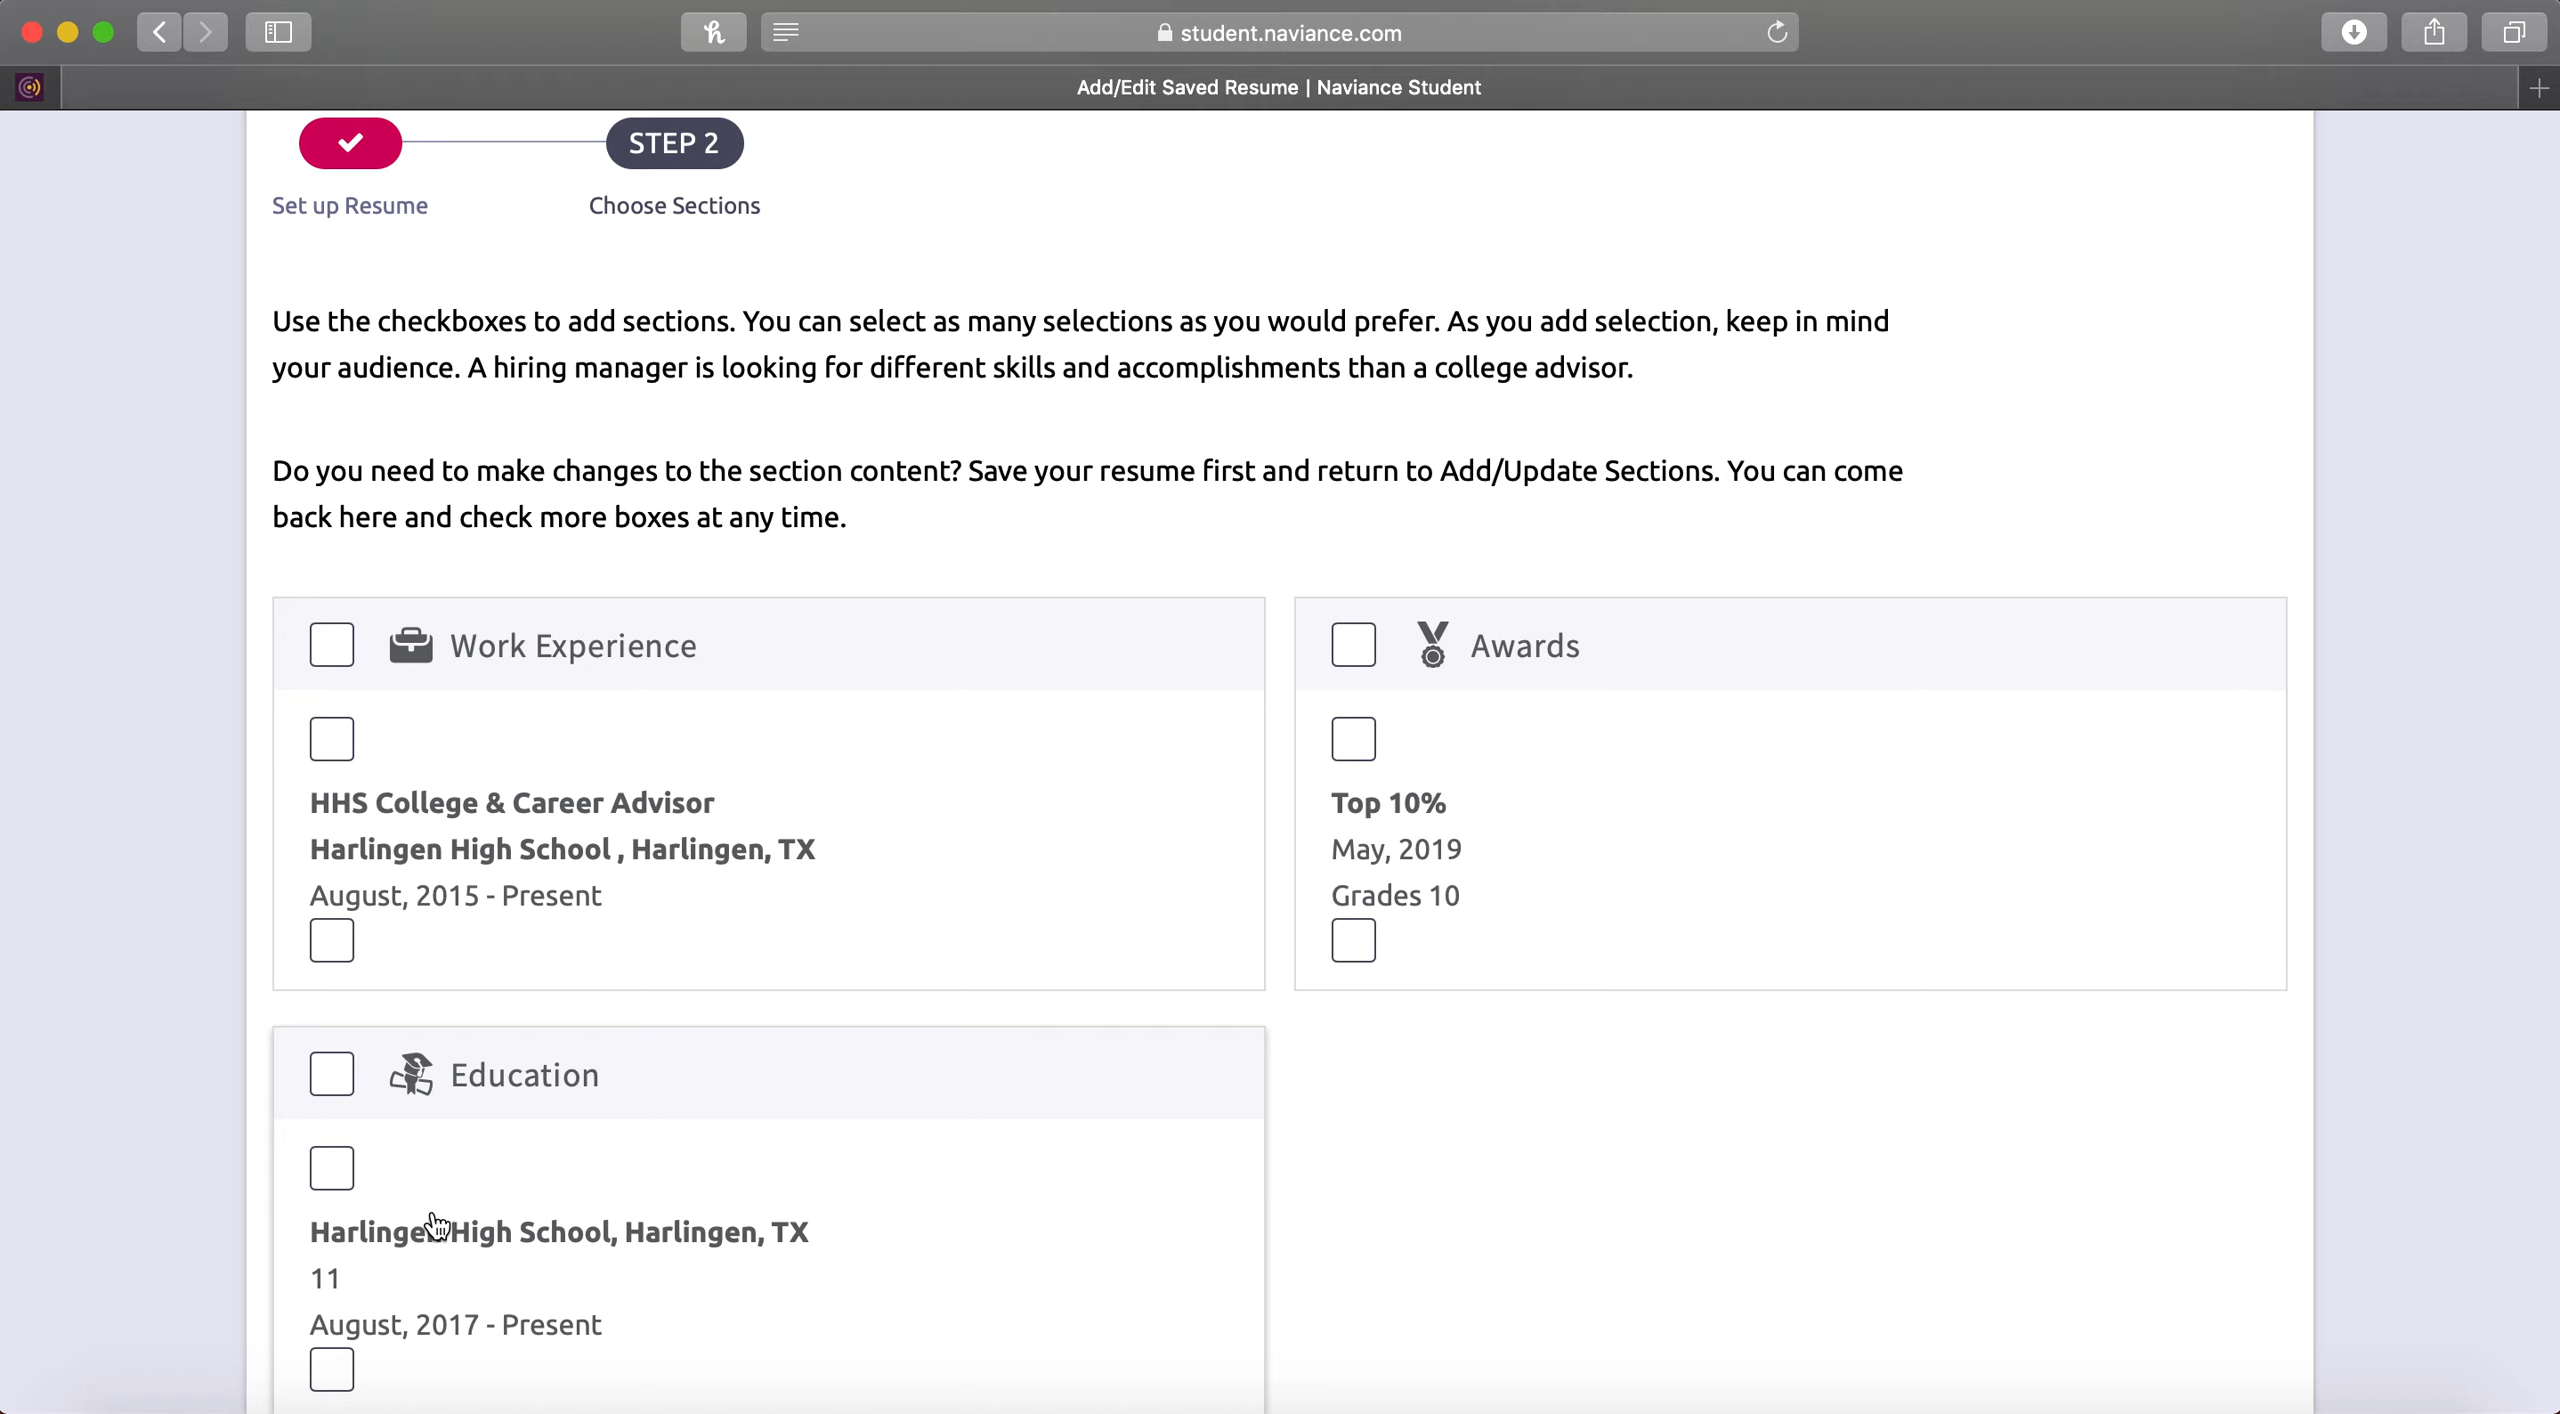 student.naviance.com
Add/Edit Saved Resume | Naviance Student
STEP 2
Set up Resume
Choose Sections
Use the checkboxes to add sections. You can select as many selections as you would prefer. As you add selection, keep in mind
your audience. A hiring manager is looking for different skills and accomplishments than a college advisor.
Do you need to make changes to the section content? Save your resume first and return to Add/Update Sections. You can come
back here and check more boxes at any time.
Work Experience
HHS College & Career Advisor
Harlingen High School , Harlingen, TX
August, 2015 - Present
Awards
Top 10%
May, 2019
Grades 10
Education
Harlingen High School, Harlingen, TX
11
August, 2017 - Present